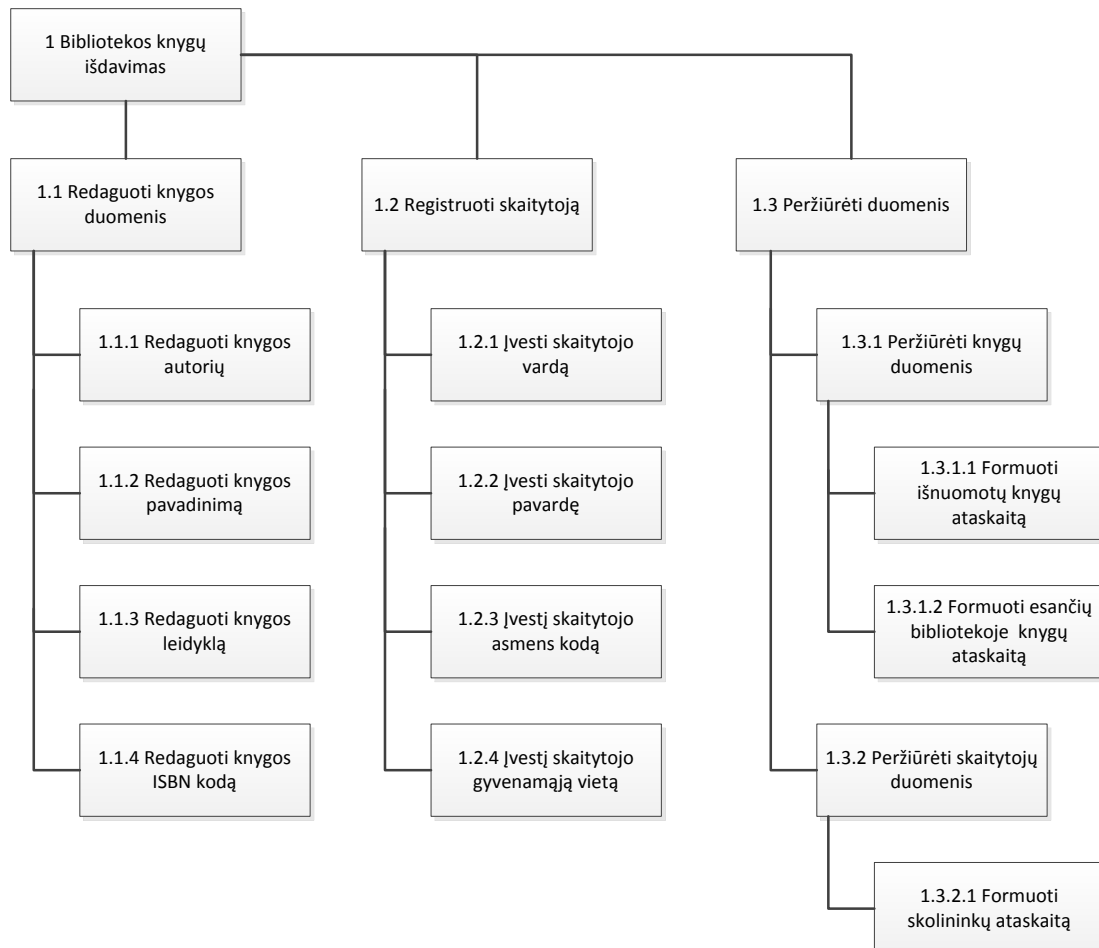 1 Bibliotekos knygų
išdavimas
1.1 Redaguoti knygos
duomenis
1.2 Registruoti skaitytoją
1.3 Peržiūrėti duomenis
1.1.1 Redaguoti knygos
autorių
1.2.1 Įvesti skaitytojo
vardą
1.3.1 Peržiūrėti knygų
duomenis
1.1.2 Redaguoti knygos
pavadinimą
1.2.2 Įvesti skaitytojo
pavardę
1.3.1.1 Formuoti
išnuomotų knygų
ataskaitą
1.1.3 Redaguoti knygos
leidyklą
1.2.3 Įvestį skaitytojo
asmens kodą
1.3.1.2 Formuoti esančių
bibliotekoje  knygų
ataskaitą
1.1.4 Redaguoti knygos
ISBN kodą
1.2.4 Įvestį skaitytojo
gyvenamąją vietą
1.3.2 Peržiūrėti skaitytojų
duomenis
1.3.2.1 Formuoti
skolininkų ataskaitą